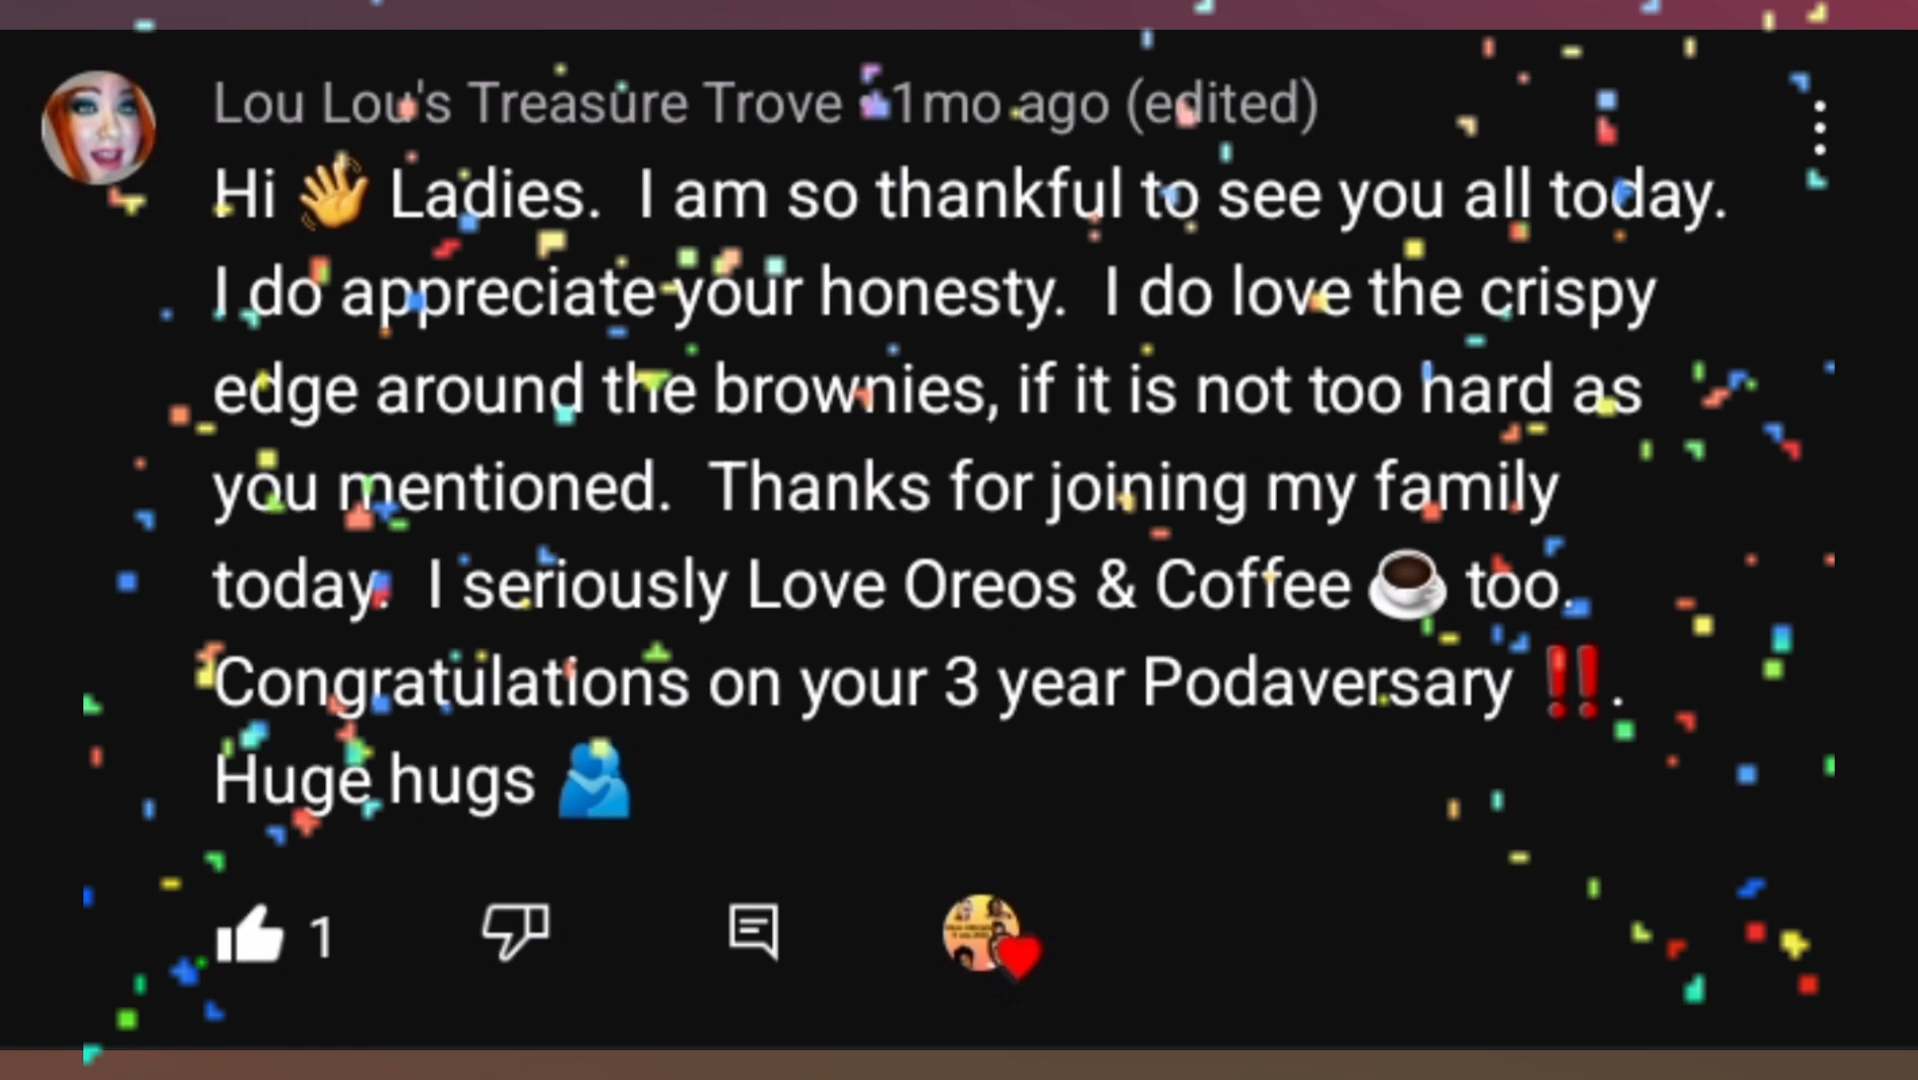 Lou Lou's Treasure Trove · 1mo ago (edited)
Hi 👋 Ladies.  I am so thankful to see you all today.
I do appreciate your honesty.  I do love the crispy
edge around the brownies, if it is not too hard as
you mentioned.  Thanks for joining my family
today.  I seriously Love Oreos & Coffee ☕ too.
Congratulations on your 3 year Podaversary ‼️.
Huge hugs 🫂
1